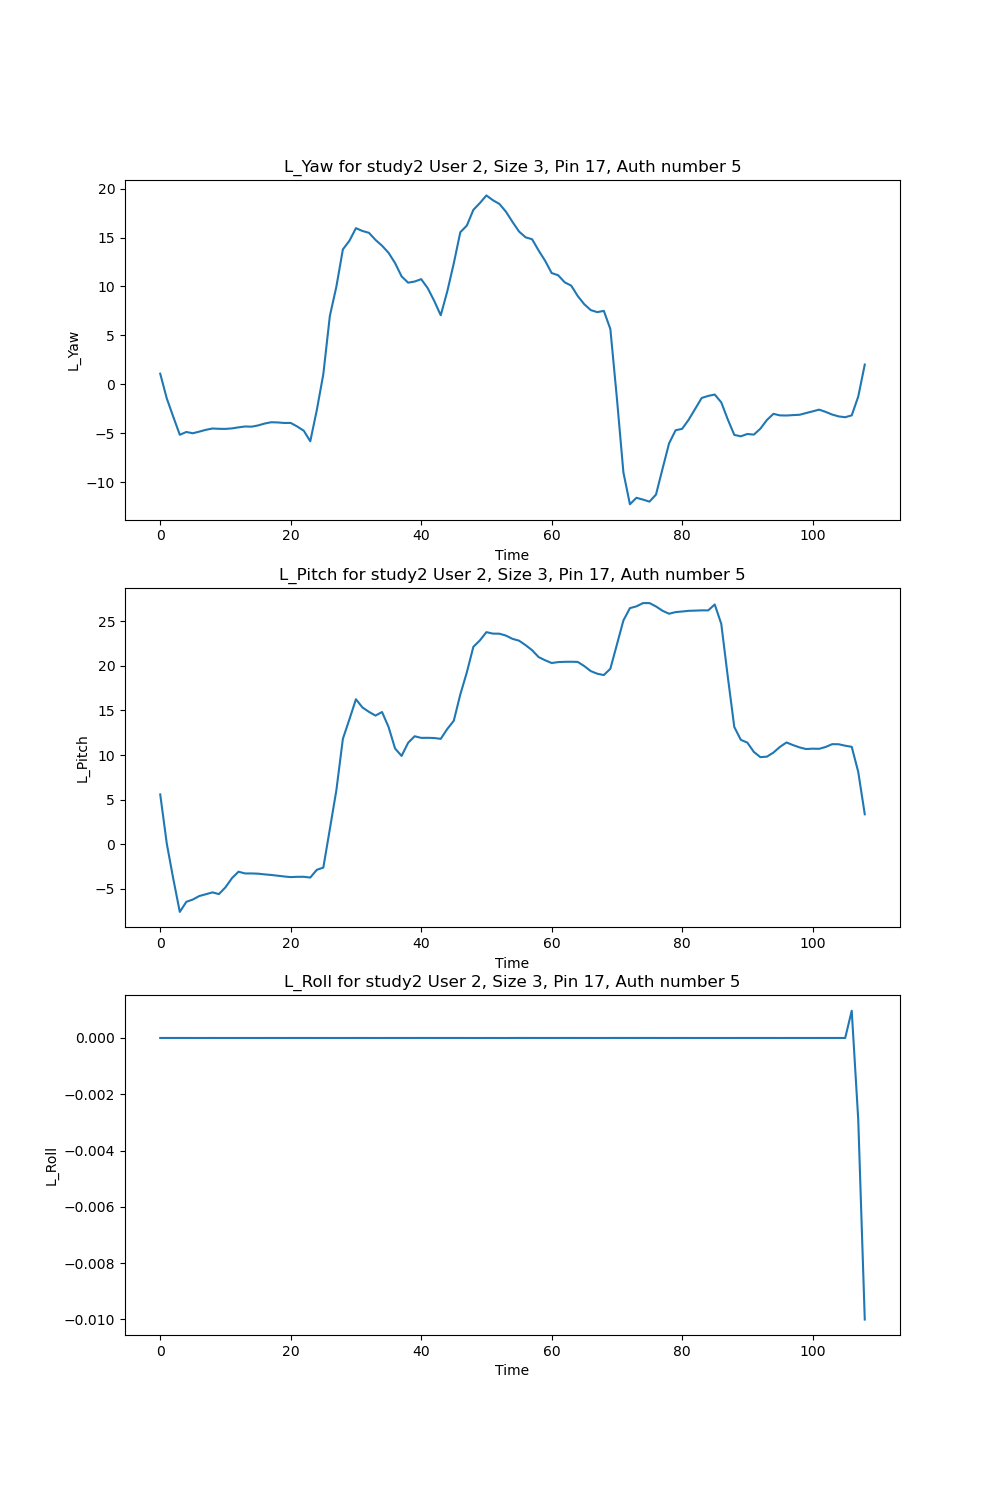 L_Yaw for study2 User 2, Size 3, Pin 17, Auth number 5
20
15
10
5
0
−5
−10
L_Yaw
0 20 40 60 80 100
Time
L_Pitch for study2 User 2, Size 3, Pin 17, Auth number 5
25
20
15
10
5
0
−5
L_Pitch
0 20 40 60 80 100
Time
L_Roll for study2 User 2, Size 3, Pin 17, Auth number 5
0.000
−0.002
−0.004
−0.006
−0.008
−0.010
L_Roll
0 20 40 60 80 100
Time